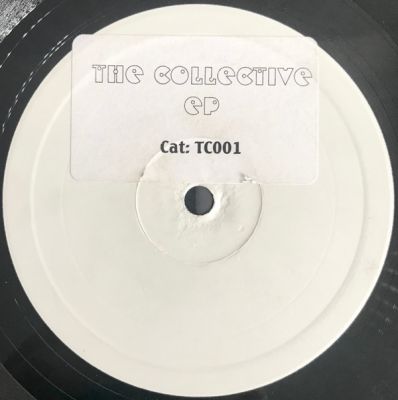 THE COLLECTIVE
EP
Cat: TC001